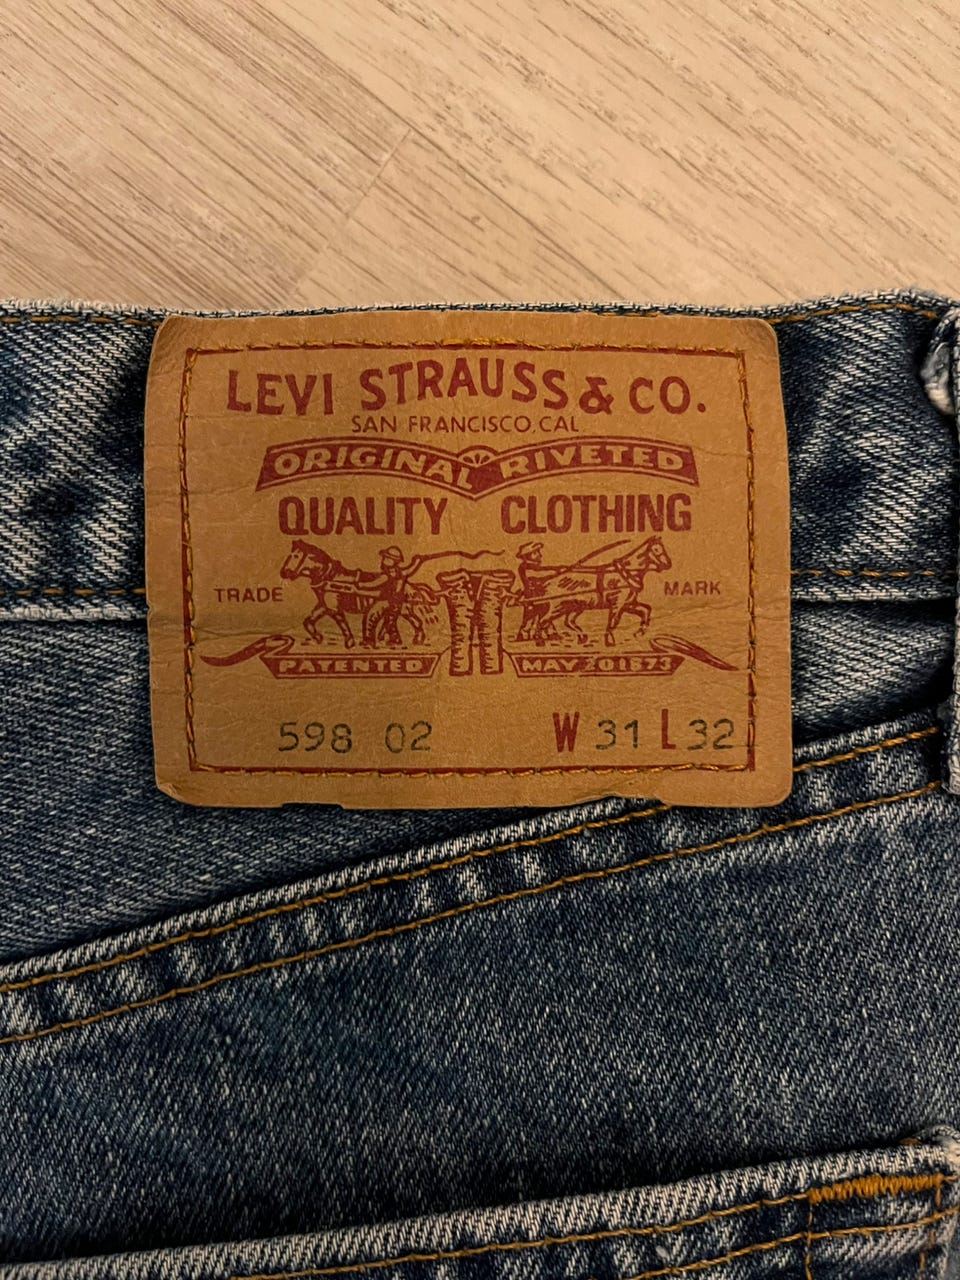 LEVI STRAUSS & CO.
SAN FRANCISCO, CAL
ORIGINAL RIVETED
QUALITY CLOTHING
TRADE MARK
PATENTED MAY 20 1873
598 02 W 31 L 32